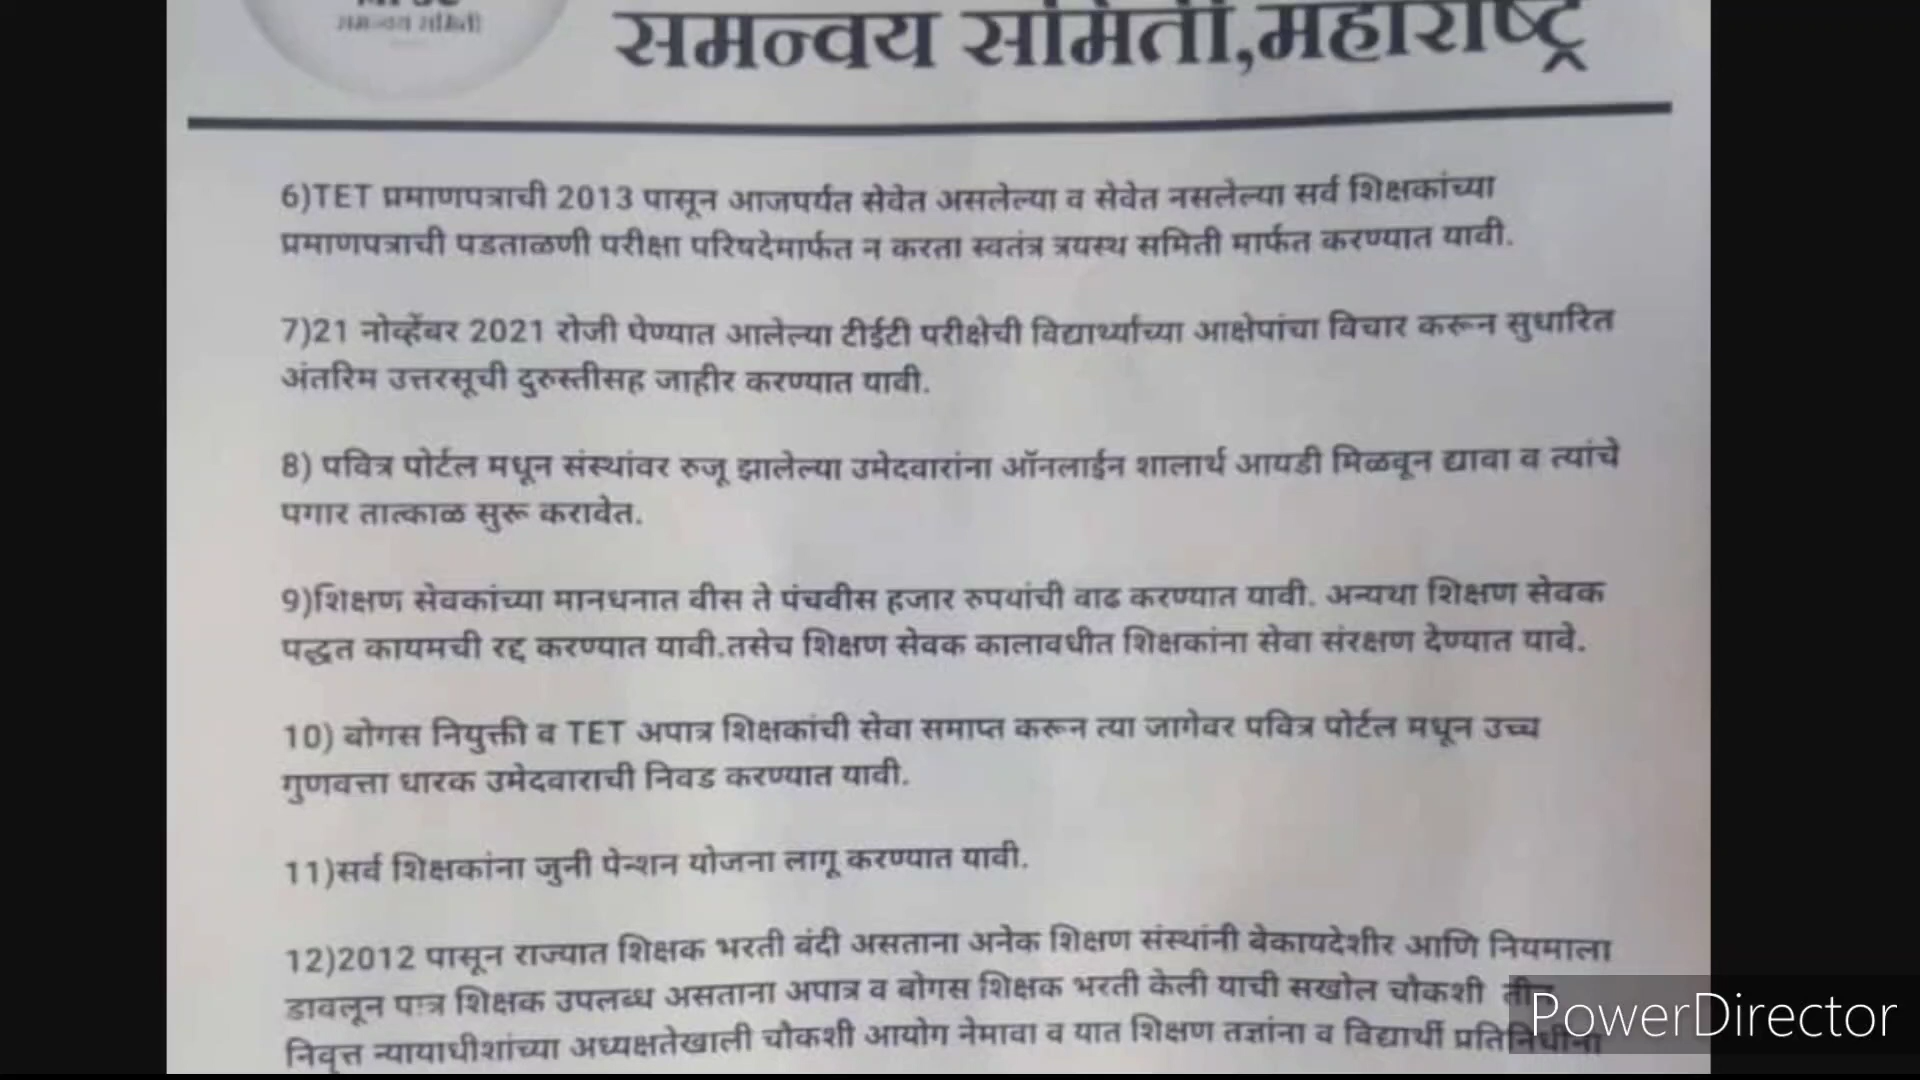 समन्वय समिती
समन्वय समिती,महाराष्ट्र
6)TET प्रमाणपत्राची 2013 पासून आजपर्यंत सेवेत असलेल्या व सेवेत नसलेल्या सर्व शिक्षकांच्या
प्रमाणपत्राची पडताळणी परीक्षा परिषदेमार्फत न करता स्वतंत्र त्रयस्थ समिती मार्फत करण्यात यावी.
7)21 नोव्हेंबर 2021 रोजी घेण्यात आलेल्या टीईटी परीक्षेची विद्यार्थ्यांच्या आक्षेपांचा विचार करून सुधारित
अंतरिम उत्तरसूची दुरुस्तीसह जाहीर करण्यात यावी.
8) पवित्र पोर्टल मधून संस्थांवर रुजू झालेल्या उमेदवारांना ऑनलाईन शालार्थ आयडी मिळवून द्यावा व त्यांचे
पगार तात्काळ सुरू करावेत.
9)शिक्षण सेवकांच्या मानधनात वीस ते पंचवीस हजार रुपयांची वाढ करण्यात यावी. अन्यथा शिक्षण सेवक
पद्धत कायमची रद्द करण्यात यावी.तसेच शिक्षण सेवक कालावधीत शिक्षकांना सेवा संरक्षण देण्यात यावे.
10) बोगस नियुक्ती व TET अपात्र शिक्षकांची सेवा समाप्त करून त्या जागेवर पवित्र पोर्टल मधून उच्च
गुणवत्ता धारक उमेदवाराची निवड करण्यात यावी.
11)सर्व शिक्षकांना जुनी पेन्शन योजना लागू करण्यात यावी.
12)2012 पासून राज्यात शिक्षक भरती बंदी असताना अनेक शिक्षण संस्थांनी बेकायदेशीर आणि नियमाला
डावलून पात्र शिक्षक उपलब्ध असताना अपात्र व बोगस शिक्षक भरती केली याची सखोल चौकशी तीन
निवृत्त न्यायाधीशांच्या अध्यक्षतेखाली चौकशी आयोग नेमावा व यात शिक्षण तज्ञांना व विद्यार्थी प्रतिनिधींना
PowerDirector